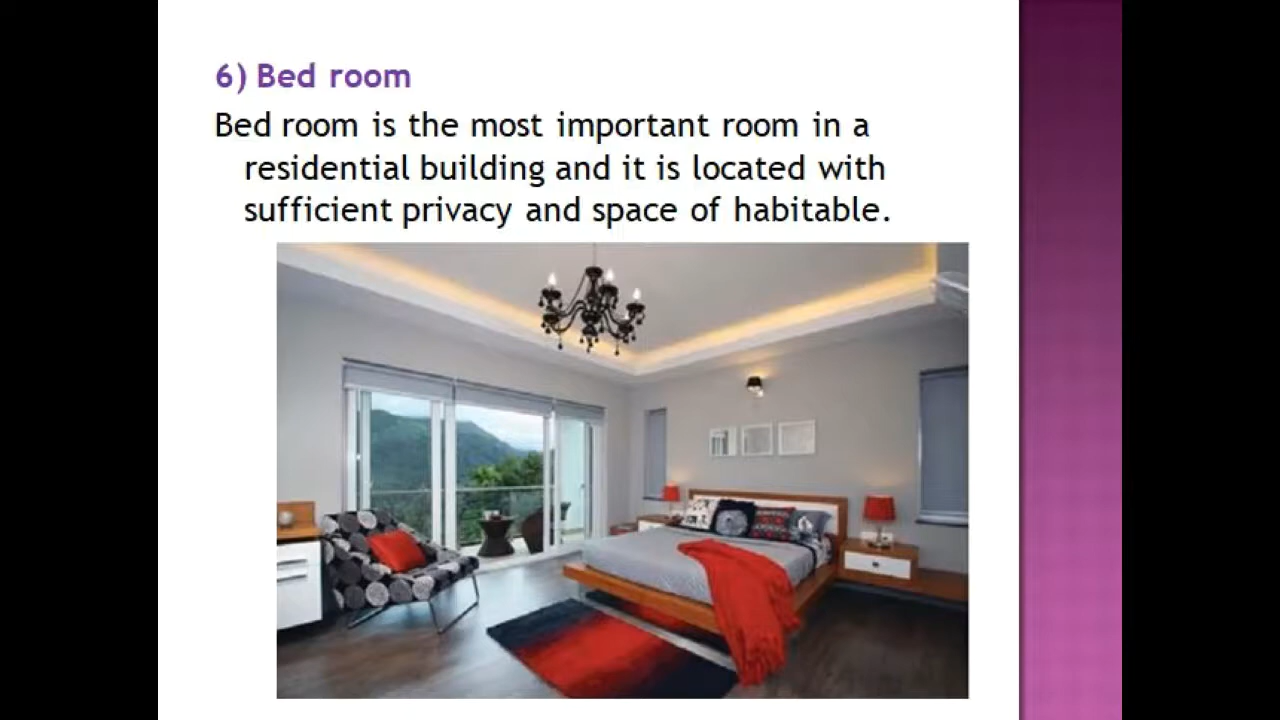 6) Bed room
Bed room is the most important room in a
residential building and it is located with
sufficient privacy and space of habitable.